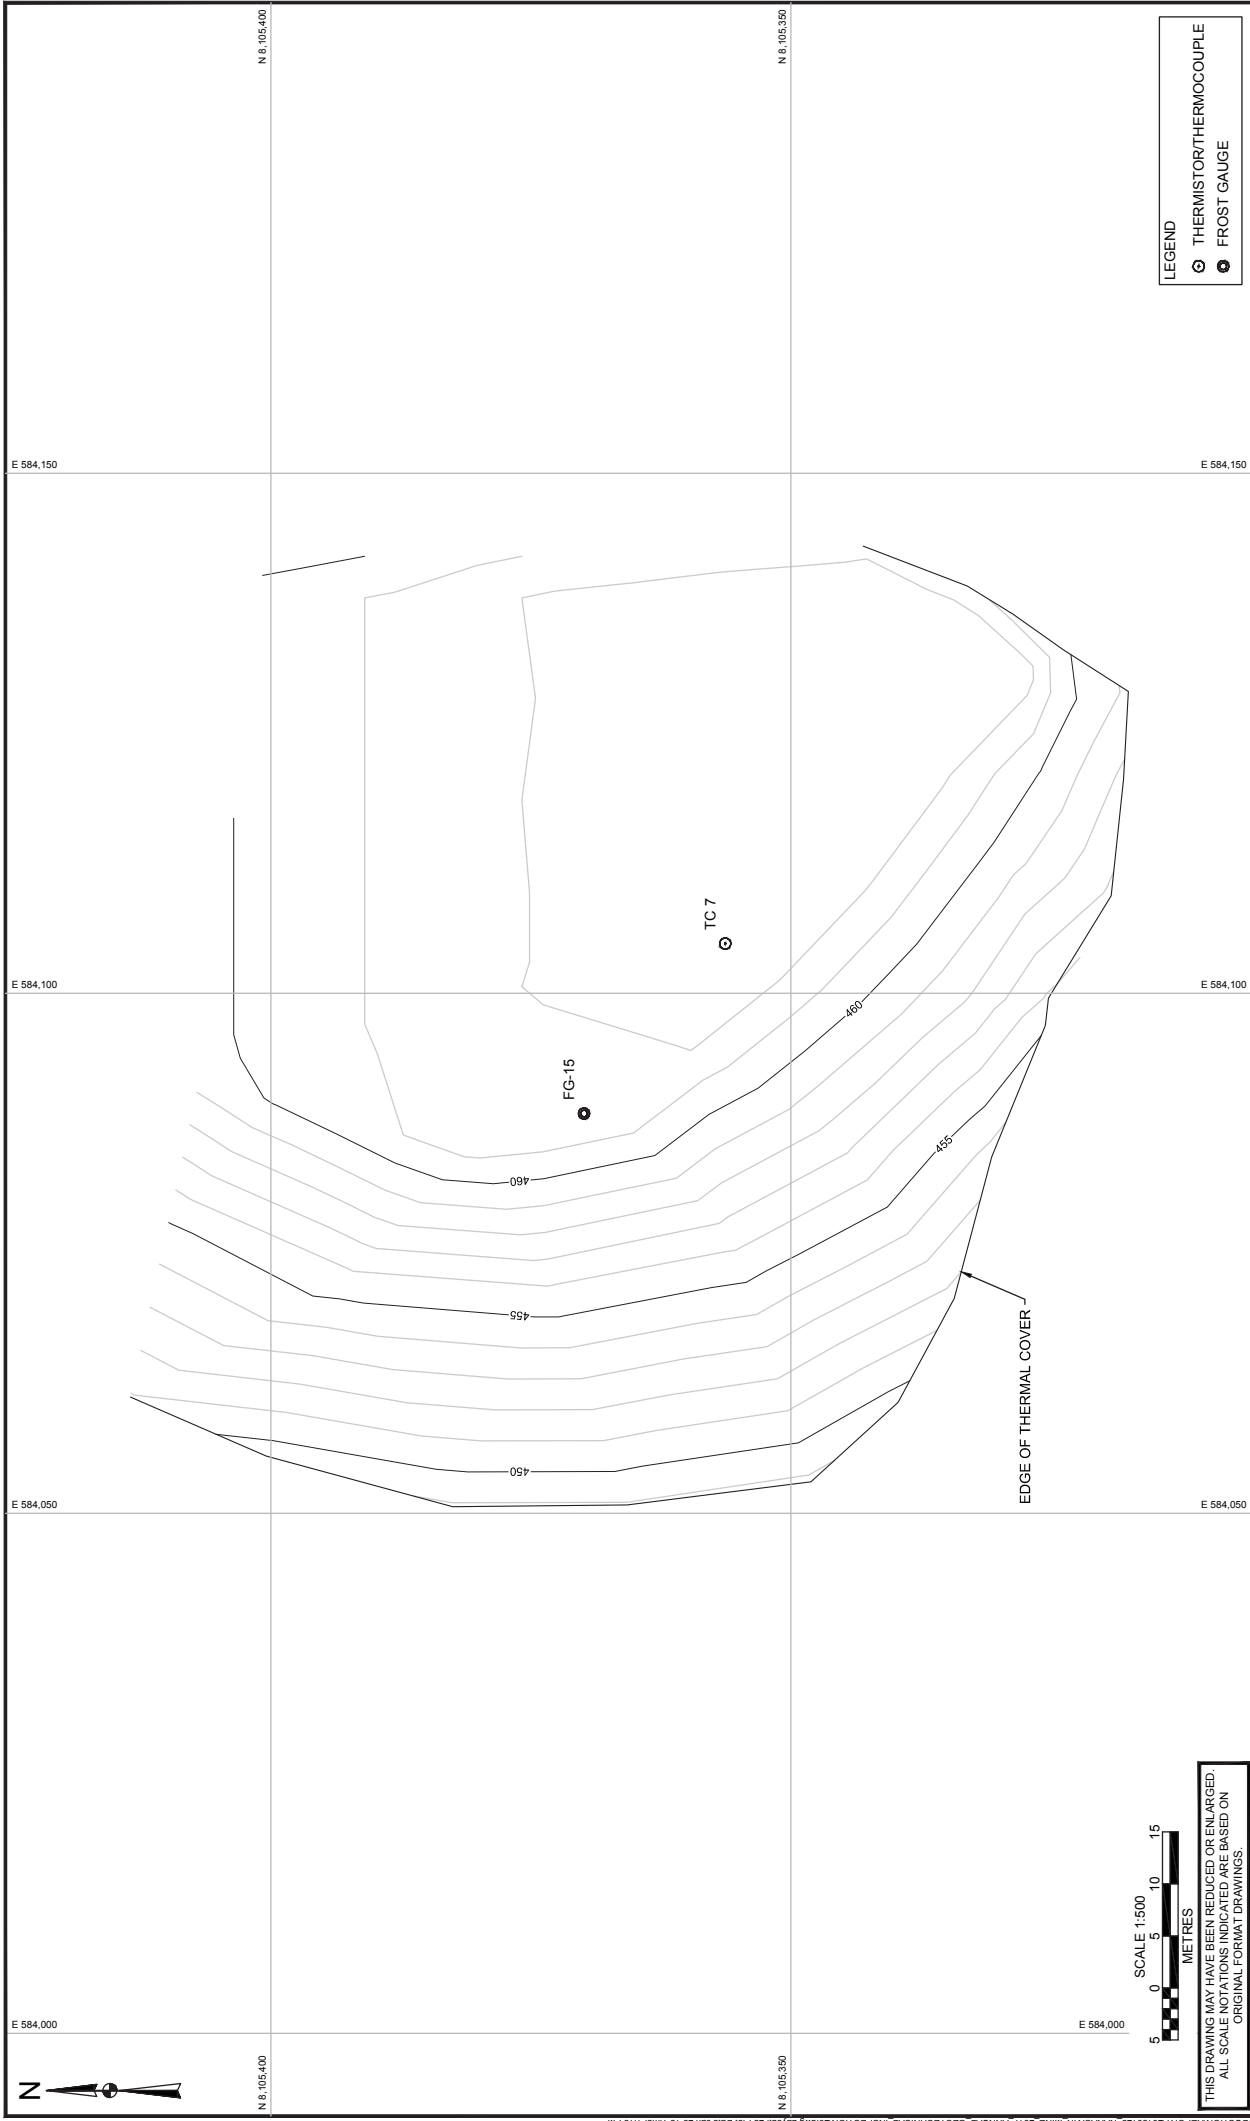 N
N 8,105,400
N 8,105,350
E 584,000
E 584,050
E 584,100
E 584,150
FG-15
TC 7
460
460
455
455
450
EDGE OF THERMAL COVER
N 8,105,400
N 8,105,350
E 584,000
E 584,050
E 584,100
E 584,150
LEGEND
THERMISTOR/THERMOCOUPLE
FROST GAUGE
SCALE 1:500
5 0 5 10 15
METRES
THIS DRAWING MAY HAVE BEEN REDUCED OR ENLARGED.
ALL SCALE NOTATIONS INDICATED ARE BASED ON
ORIGINAL FORMAT DRAWINGS.